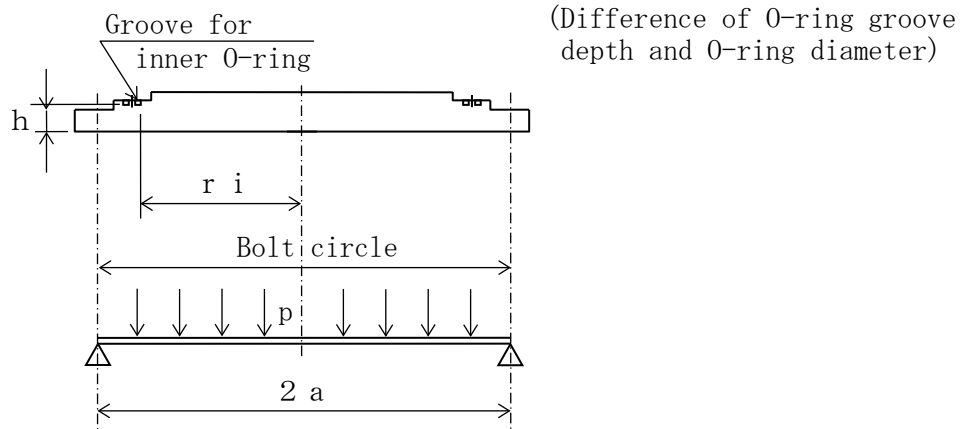 Groove for
inner O-ring
(Difference of O-ring groove
depth and O-ring diameter)
h
r i
Bolt circle
p
2 a